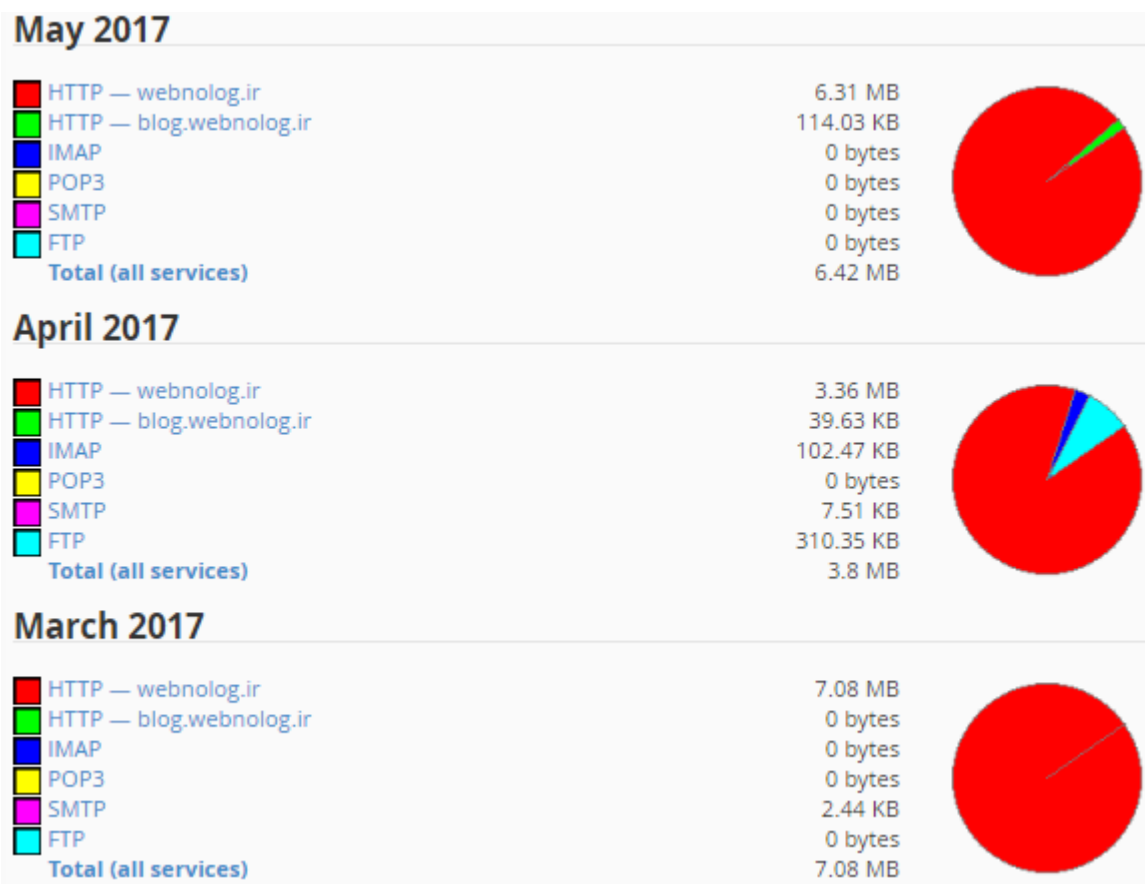 May 2017
HTTP — webnolog.ir 6.31 MB
HTTP — blog.webnolog.ir 114.03 KB
IMAP 0 bytes
POP3 0 bytes
SMTP 0 bytes
FTP 0 bytes
Total (all services) 6.42 MB
April 2017
HTTP — webnolog.ir 3.36 MB
HTTP — blog.webnolog.ir 39.63 KB
IMAP 102.47 KB
POP3 0 bytes
SMTP 7.51 KB
FTP 310.35 KB
Total (all services) 3.8 MB
March 2017
HTTP — webnolog.ir 7.08 MB
HTTP — blog.webnolog.ir 0 bytes
IMAP 0 bytes
POP3 0 bytes
SMTP 2.44 KB
FTP 0 bytes
Total (all services) 7.08 MB